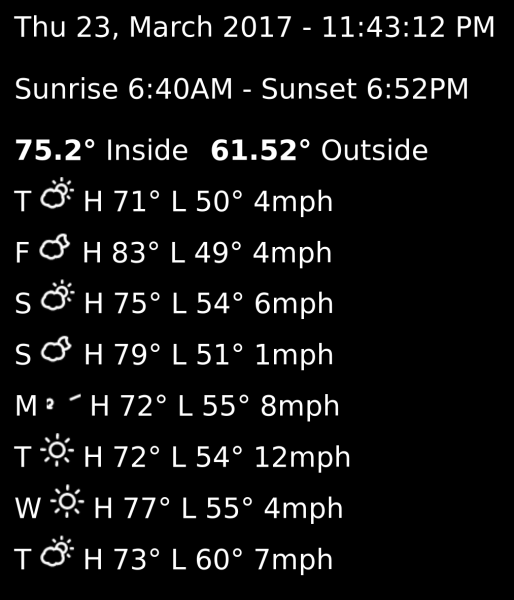 Thu 23, March 2017 - 11:43:12 PM
Sunrise 6:40AM - Sunset 6:52PM
75.2° Inside 61.52° Outside
T H 71° L 50° 4mph
F H 83° L 49° 4mph
S H 75° L 54° 6mph
S H 79° L 51° 1mph
M H 72° L 55° 8mph
T H 72° L 54° 12mph
W H 77° L 55° 4mph
T H 73° L 60° 7mph